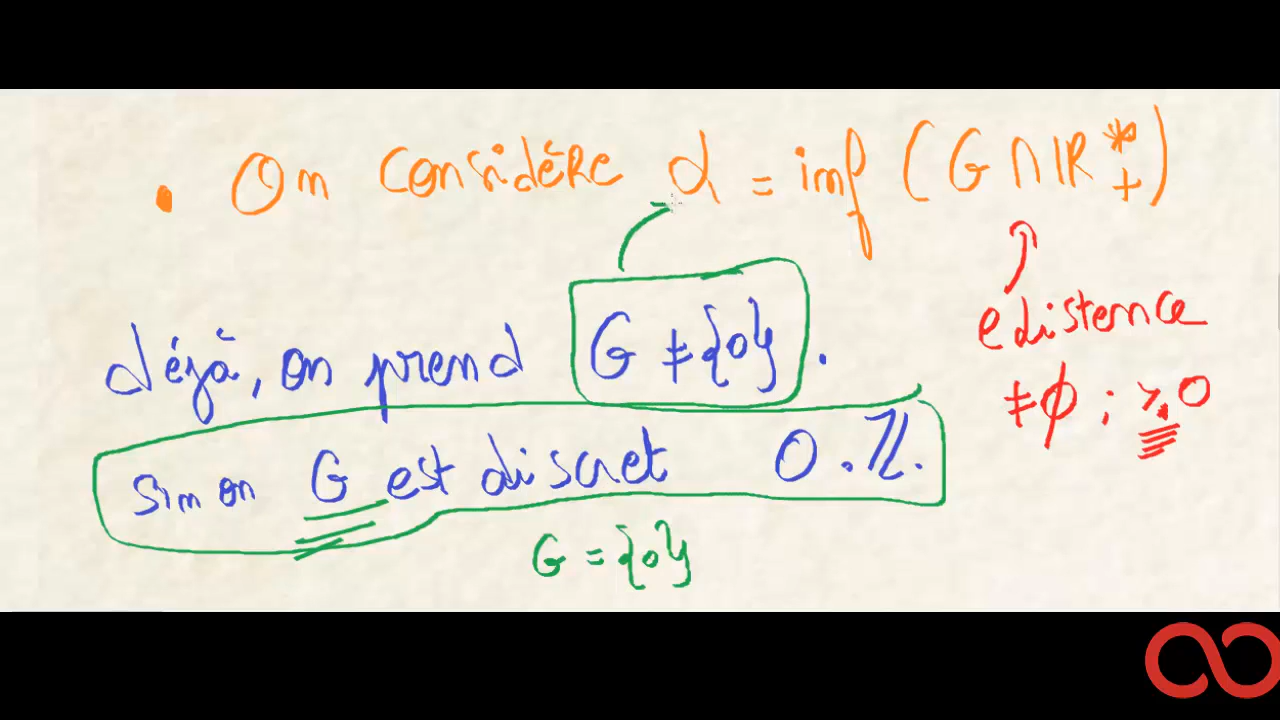 • On considère α = inf (G ∩ ℝ*₊)
déjà, on prend G ≠ {0}.
existence
≠ ∅ ; ≥ 0
sinon G est discret 0.ℤ.
G = {0}